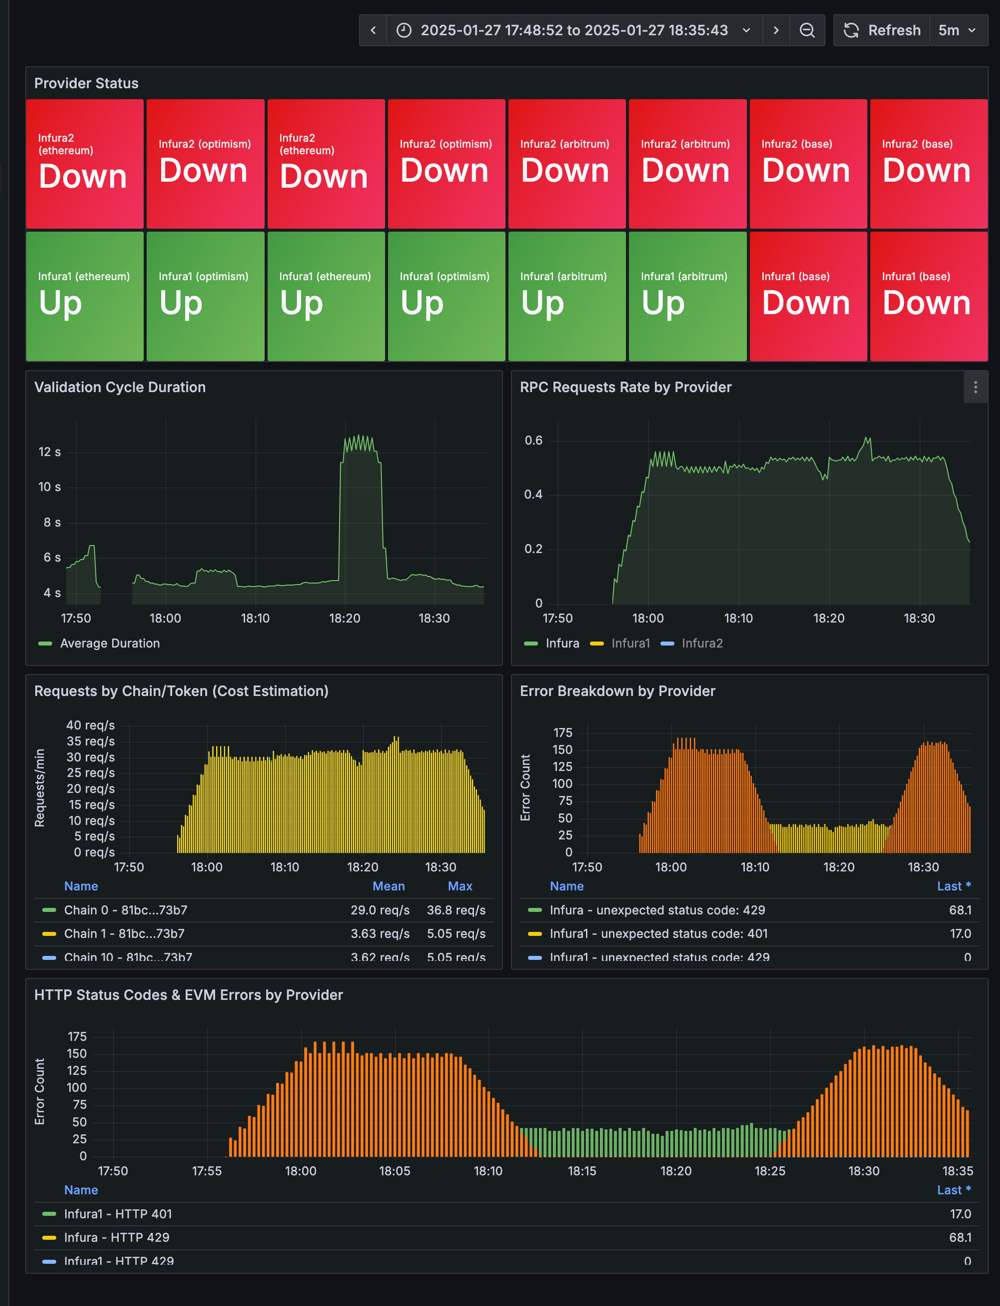 2025-01-27 17:48:52 to 2025-01-27 18:35:43
Refresh
5m
Provider Status
Infura2
(ethereum)
Down
Infura2 (optimism)
Down
Infura2
(ethereum)
Down
Infura2 (optimism)
Down
Infura2 (arbitrum)
Down
Infura2 (arbitrum)
Down
Infura2 (base)
Down
Infura2 (base)
Down
Infura1 (ethereum)
Up
Infura1 (optimism)
Up
Infura1 (ethereum)
Up
Infura1 (optimism)
Up
Infura1 (arbitrum)
Up
Infura1 (arbitrum)
Up
Infura1 (base)
Down
Infura1 (base)
Down
Validation Cycle Duration
12 s
10 s
8 s
6 s
4 s
17:50 18:00 18:10 18:20 18:30
Average Duration
RPC Requests Rate by Provider
0.6
0.4
0.2
0
17:50 18:00 18:10 18:20 18:30
Infura Infura1 Infura2
Requests by Chain/Token (Cost Estimation)
Requests/min
40 req/s
35 req/s
30 req/s
25 req/s
20 req/s
15 req/s
10 req/s
5 req/s
0 req/s
17:50 18:00 18:10 18:20 18:30
Name Mean Max
Chain 0 - 81bc...73b7 29.0 req/s 36.8 req/s
Chain 1 - 81bc...73b7 3.63 req/s 5.05 req/s
Chain 10 - 81bc...73b7 3.62 req/s 5.05 req/s
Error Breakdown by Provider
Error Count
175
150
125
100
75
50
25
0
17:50 18:00 18:10 18:20 18:30
Name Last *
Infura - unexpected status code: 429 68.1
Infura1 - unexpected status code: 401 17.0
Infura1 - unexpected status code: 429 0
HTTP Status Codes & EVM Errors by Provider
Error Count
175
150
125
100
75
50
25
0
17:50 17:55 18:00 18:05 18:10 18:15 18:20 18:25 18:30 18:35
Name Last *
Infura1 - HTTP 401 17.0
Infura - HTTP 429 68.1
Infura1 - HTTP 429 0